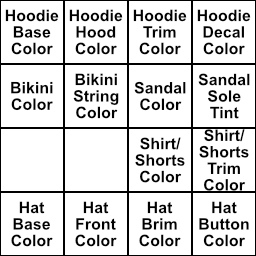 Hoodie
Base
Color
Hoodie
Hood
Color
Hoodie
Trim
Color
Hoodie
Decal
Color
Bikini
Color
Bikini
String
Color
Sandal
Color
Sandal
Sole
Tint
Shirt/
Shorts
Color
Shirt/
Shorts
Trim
Color
Hat
Base
Color
Hat
Front
Color
Hat
Brim
Color
Hat
Button
Color